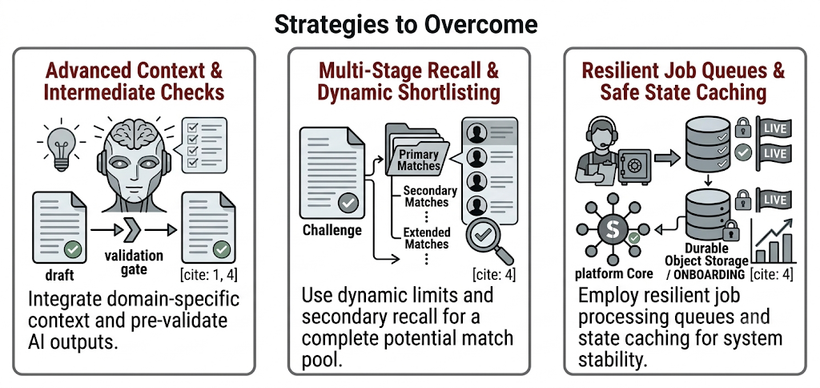 Strategies to Overcome
Advanced Context &
Intermediate Checks
draft
validation
gate
[cite: 1, 4]
Integrate domain-specific
context and pre-validate
AI outputs.
Multi-Stage Recall &
Dynamic Shortlisting
Challenge
Primary
Matches
Secondary
Matches
Extended
Matches
[cite: 4]
Use dynamic limits and
secondary recall for a
complete potential match
pool.
Resilient Job Queues &
Safe State Caching
LIVE
LIVE
LIVE
$
platform Core
Durable
Object Storage
/ ONBOARDING
[cite: 4]
Employ resilient job
processing queues and
state caching for system
stability.